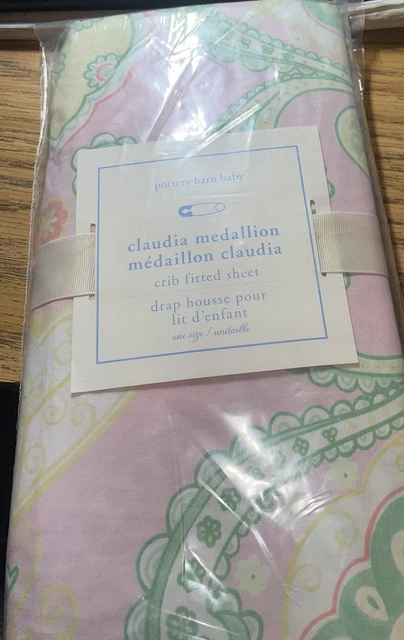 pottery barn baby
claudia medallion
médaillon claudia
crib fitted sheet
drap housse pour
lit d'enfant
one size / unitaille